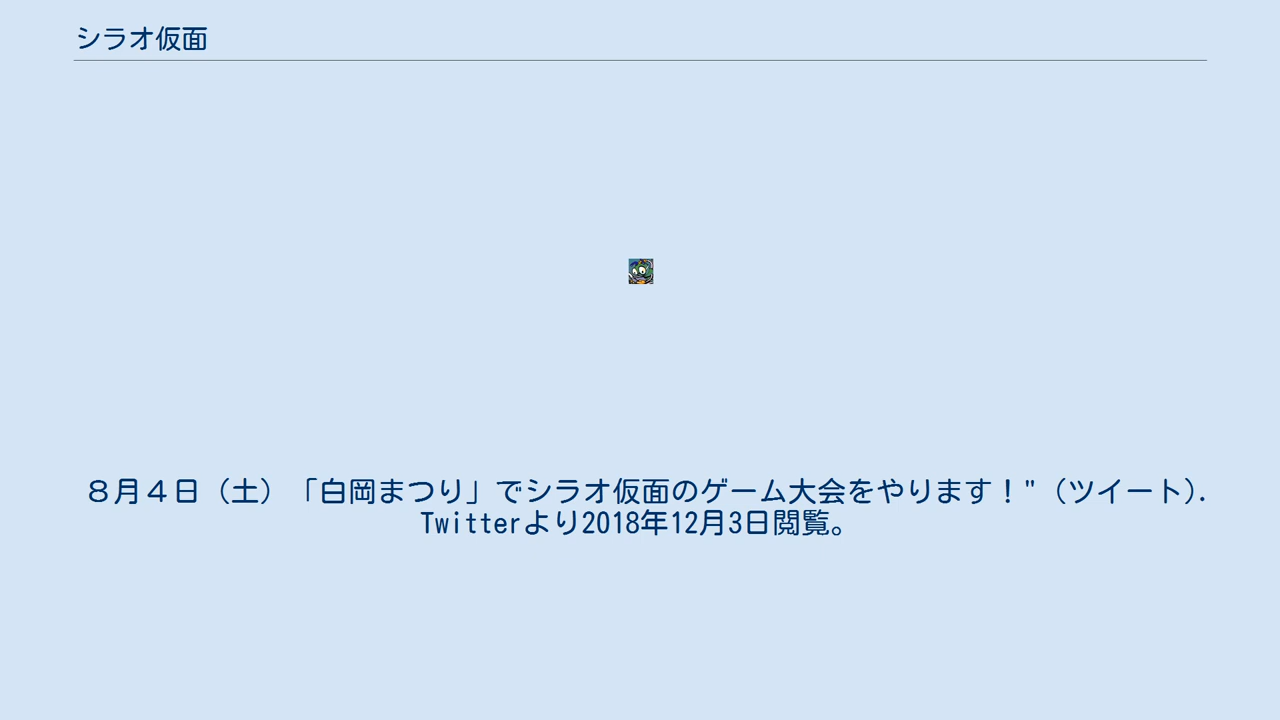 シラオ仮面
８月４日（土）「白岡まつり」でシラオ仮面のゲーム大会をやります！"（ツイート）.
Twitterより2018年12月3日閲覧。